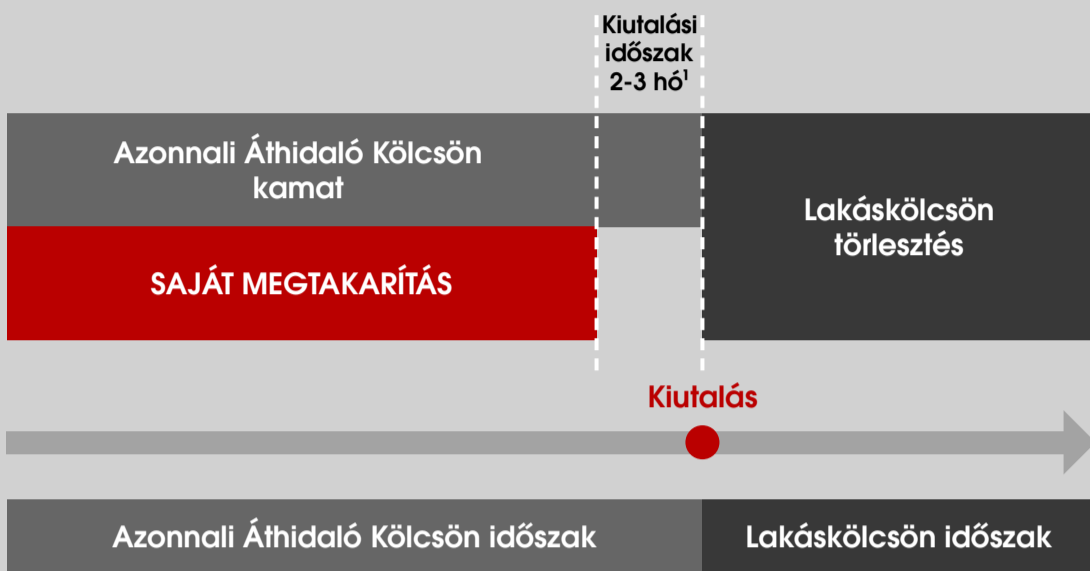 Kiutalási
időszak
2-3 hó¹
Azonnali Áthidaló Kölcsön
kamat
SAJÁT MEGTAKARÍTÁS
Lakáskölcsön
törlesztés
Kiutalás
Azonnali Áthidaló Kölcsön időszak
Lakáskölcsön időszak